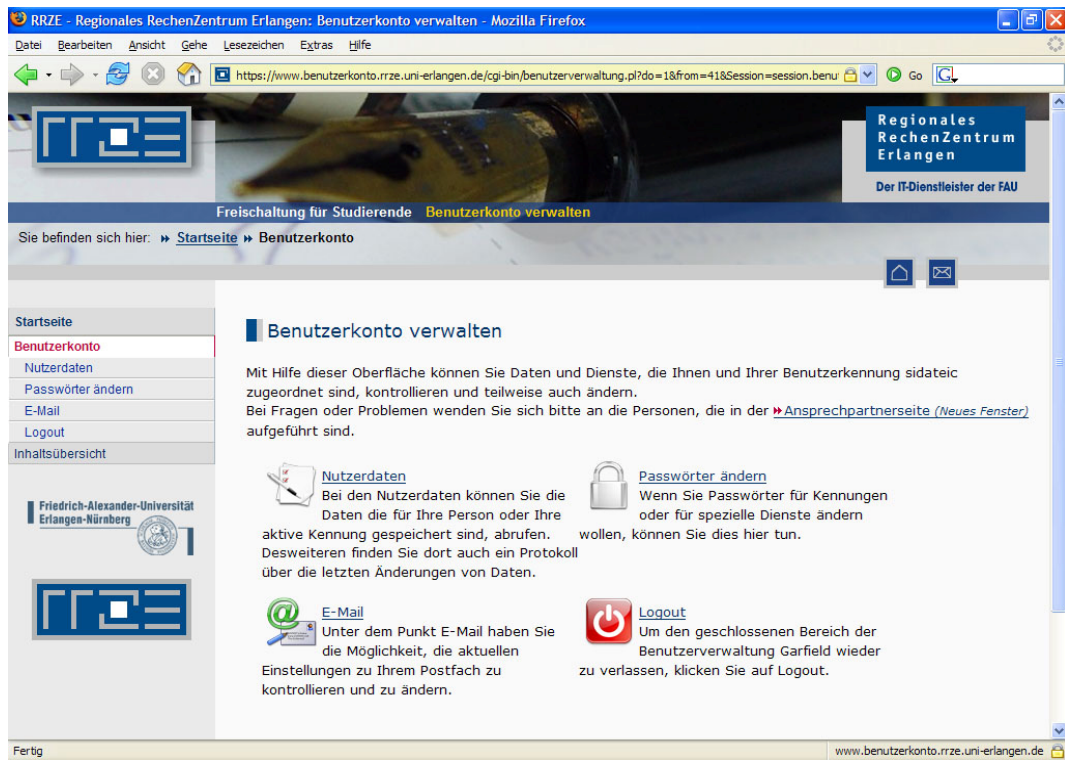 RRZE - Regionales RechenZentrum Erlangen: Benutzerkonto verwalten - Mozilla Firefox
Datei Bearbeiten Ansicht Gehe Lesezeichen Extras Hilfe
https://www.benutzerkonto.rrze.uni-erlangen.de/cgi-bin/benutzerverwaltung.pl?do=1&from=41&Session=session.benu Go
rrze
Regionales
RechenZentrum
Erlangen
Der IT-Dienstleister der FAU
Freischaltung für Studierende Benutzerkonto verwalten
Sie befinden sich hier: Startseite Benutzerkonto
Startseite
Benutzerkonto
Nutzerdaten
Passwörter ändern
E-Mail
Logout
Inhaltsübersicht
Friedrich-Alexander-Universität
Erlangen-Nürnberg
rrze
Benutzerkonto verwalten
Mit Hilfe dieser Oberfläche können Sie Daten und Dienste, die Ihnen und Ihrer Benutzerkennung sidateic
zugeordnet sind, kontrollieren und teilweise auch ändern.
Bei Fragen oder Problemen wenden Sie sich bitte an die Personen, die in der Ansprechpartnerseite (Neues Fenster)
aufgeführt sind.
Nutzerdaten
Bei den Nutzerdaten können Sie die
Daten die für Ihre Person oder Ihre
aktive Kennung gespeichert sind, abrufen.
Desweiteren finden Sie dort auch ein Protokoll
über die letzten Änderungen von Daten.
Passwörter ändern
Wenn Sie Passwörter für Kennungen
oder für spezielle Dienste ändern
wollen, können Sie dies hier tun.
E-Mail
Unter dem Punkt E-Mail haben Sie
die Möglichkeit, die aktuellen
Einstellungen zu Ihrem Postfach zu
kontrollieren und zu ändern.
Logout
Um den geschlossenen Bereich der
Benutzerverwaltung Garfield wieder
zu verlassen, klicken Sie auf Logout.
Fertig
www.benutzerkonto.rrze.uni-erlangen.de